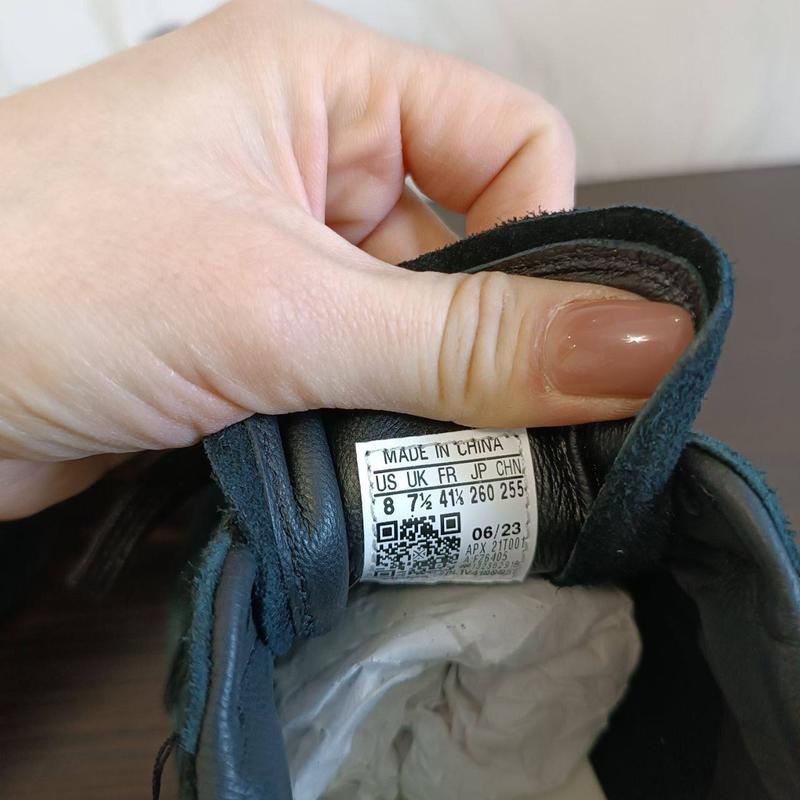 MADE IN CHINA
US UK FR JP CHN
8 7½ 41⅓ 260 255
06/23
APX 21T001